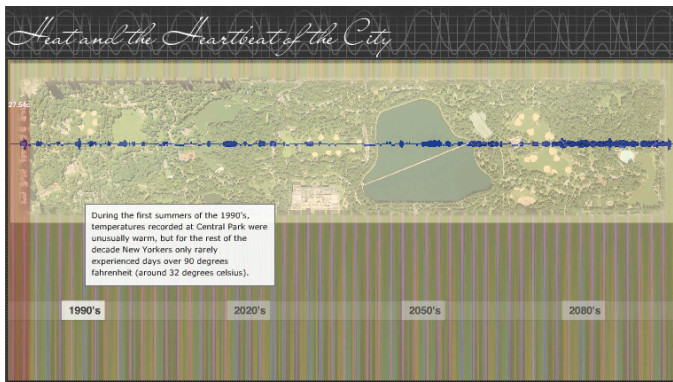 Heat and the Heartbeat of the City
27.54c
During the first summers of the 1990's,
temperatures recorded at Central Park were
unusually warm, but for the rest of the
decade New Yorkers only rarely
experienced days over 90 degrees
fahrenheit (around 32 degrees celsius).
1990's
2020's
2050's
2080's